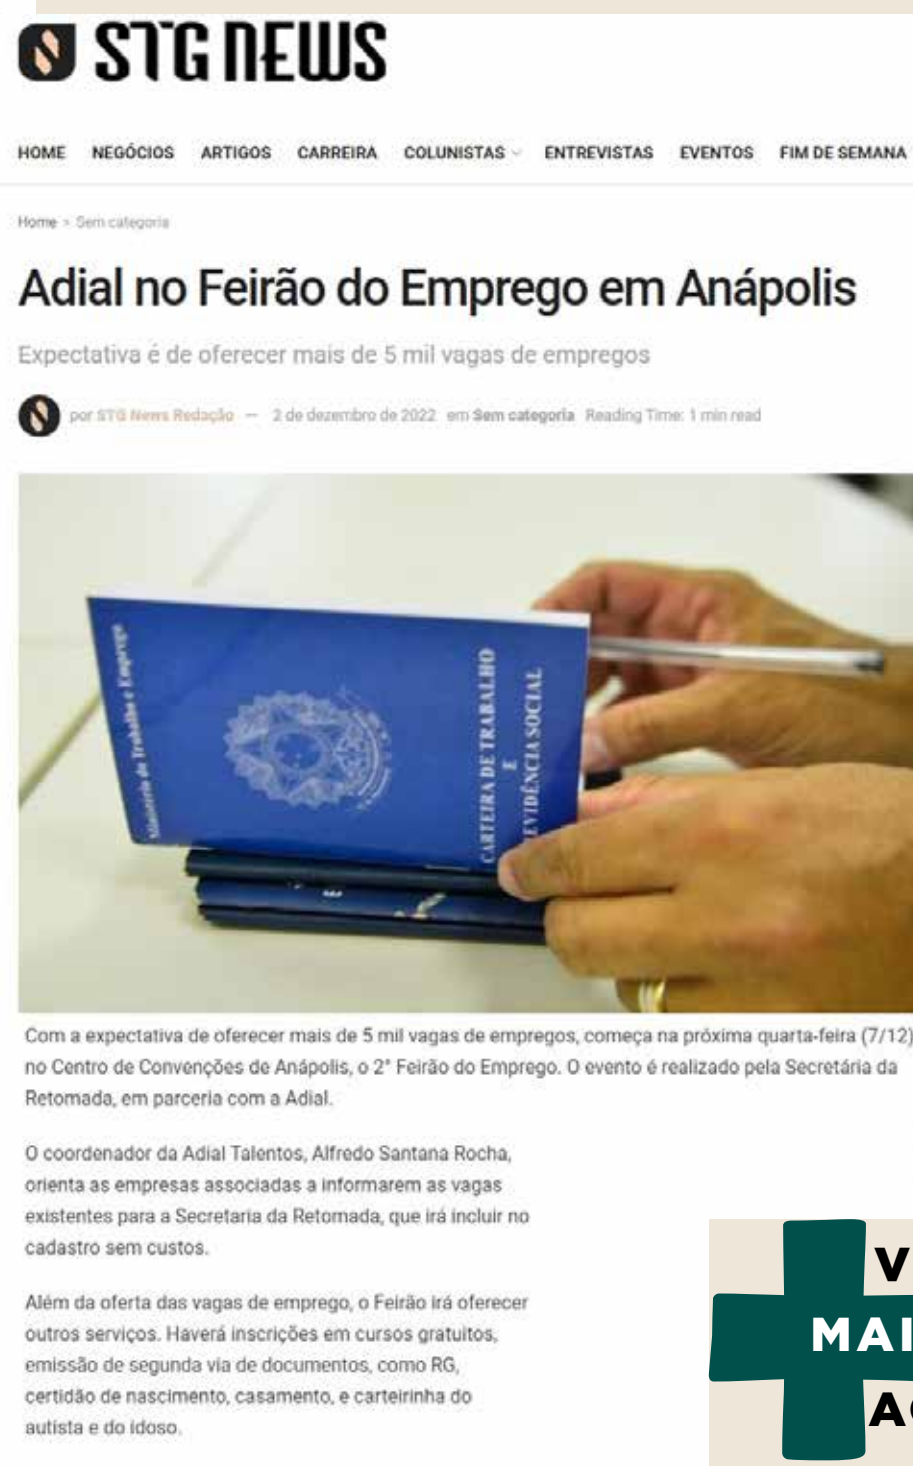 STG NEWS
HOME NEGÓCIOS ARTIGOS CARREIRA COLUNISTAS ENTREVISTAS EVENTOS FIM DE SEMANA
Home > Sem categoria
Adial no Feirão do Emprego em Anápolis
Expectativa é de oferecer mais de 5 mil vagas de empregos
por STG News Redação — 2 de dezembro de 2022 em Sem categoria Reading Time: 1 min read
Ministério do Trabalho e Emprego
CARTEIRA DE TRABALHO
E
EVIDÊNCIA SOCIAL
Com a expectativa de oferecer mais de 5 mil vagas de empregos, começa na próxima quarta-feira (7/12)
no Centro de Convenções de Anápolis, o 2° Feirão do Emprego. O evento é realizado pela Secretária da
Retomada, em parceria com a Adial.
O coordenador da Adial Talentos, Alfredo Santana Rocha,
orienta as empresas associadas a informarem as vagas
existentes para a Secretaria da Retomada, que irá incluir no
cadastro sem custos.
Além da oferta das vagas de emprego, o Feirão irá oferecer
outros serviços. Haverá inscrições em cursos gratuitos,
emissão de segunda via de documentos, como RG,
certidão de nascimento, casamento, e carteirinha do
autista e do idoso.
V
MAI